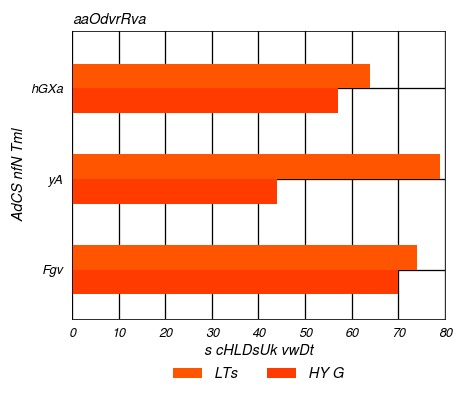 aaOdvrRva
hGXa
yA
Fgv
AdCS nfN TmI
0 10 20 30 40 50 60 70 80
s cHLDsUk vwDt
LTs HY G